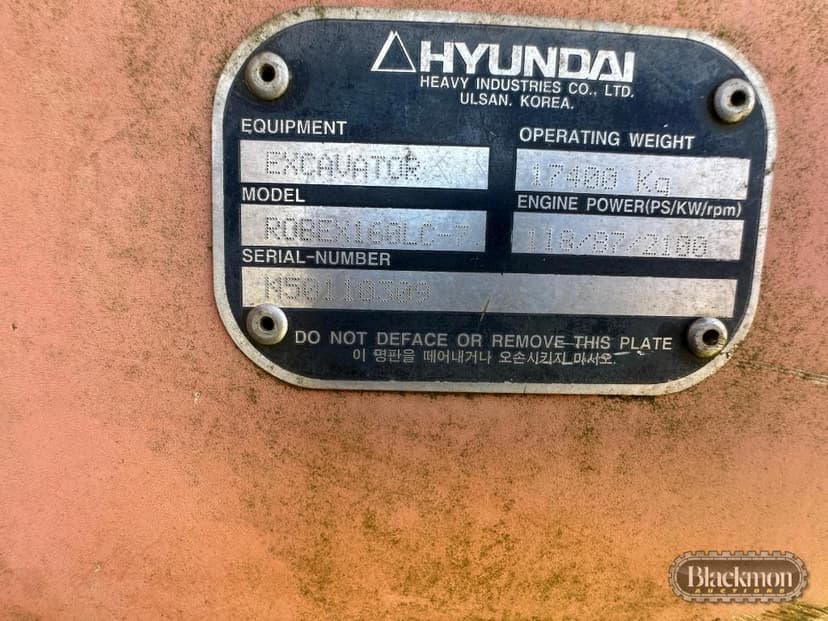 HYUNDAI
HEAVY INDUSTRIES CO., LTD.
ULSAN. KOREA.
EQUIPMENT
EXCAVATOR
OPERATING WEIGHT
17400 Kg
MODEL
ROBEX160LC-7
ENGINE POWER(PS/KW/rpm)
118/87/2100
SERIAL-NUMBER
N50110309
DO NOT DEFACE OR REMOVE THIS PLATE
이 명판을 떼어내거나 오손시키지 마시오.
Blackmon
AUCTIONS